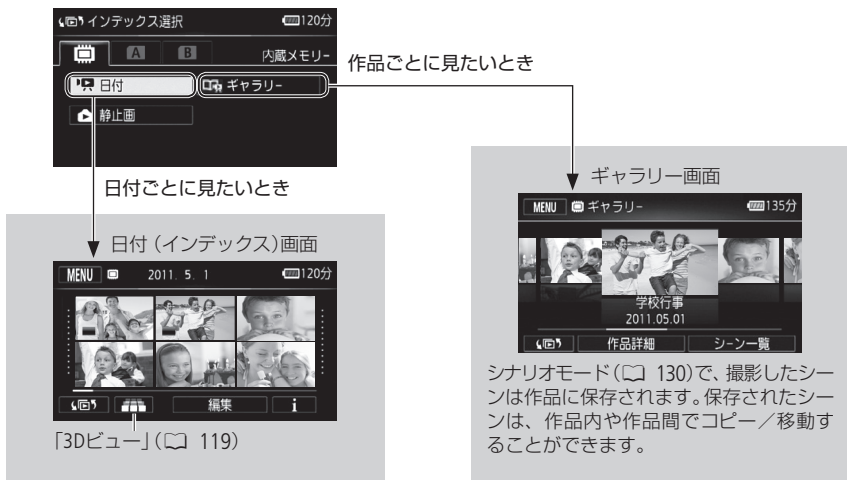 インデックス選択 120分
A B 内蔵メモリー
日付 ギャラリー
静止画
作品ごとに見たいとき
日付ごとに見たいとき
日付（インデックス）画面
MENU 2011. 5. 1 120分
編集 i
「3Dビュー」（ 119）
ギャラリー画面
MENU ギャラリー 135分
学校行事
2011.05.01
作品詳細 シーン一覧
シナリオモード（ 130）で、撮影したシー
ンは作品に保存されます。保存されたシー
ンは、作品内や作品間でコピー／移動す
ることができます。